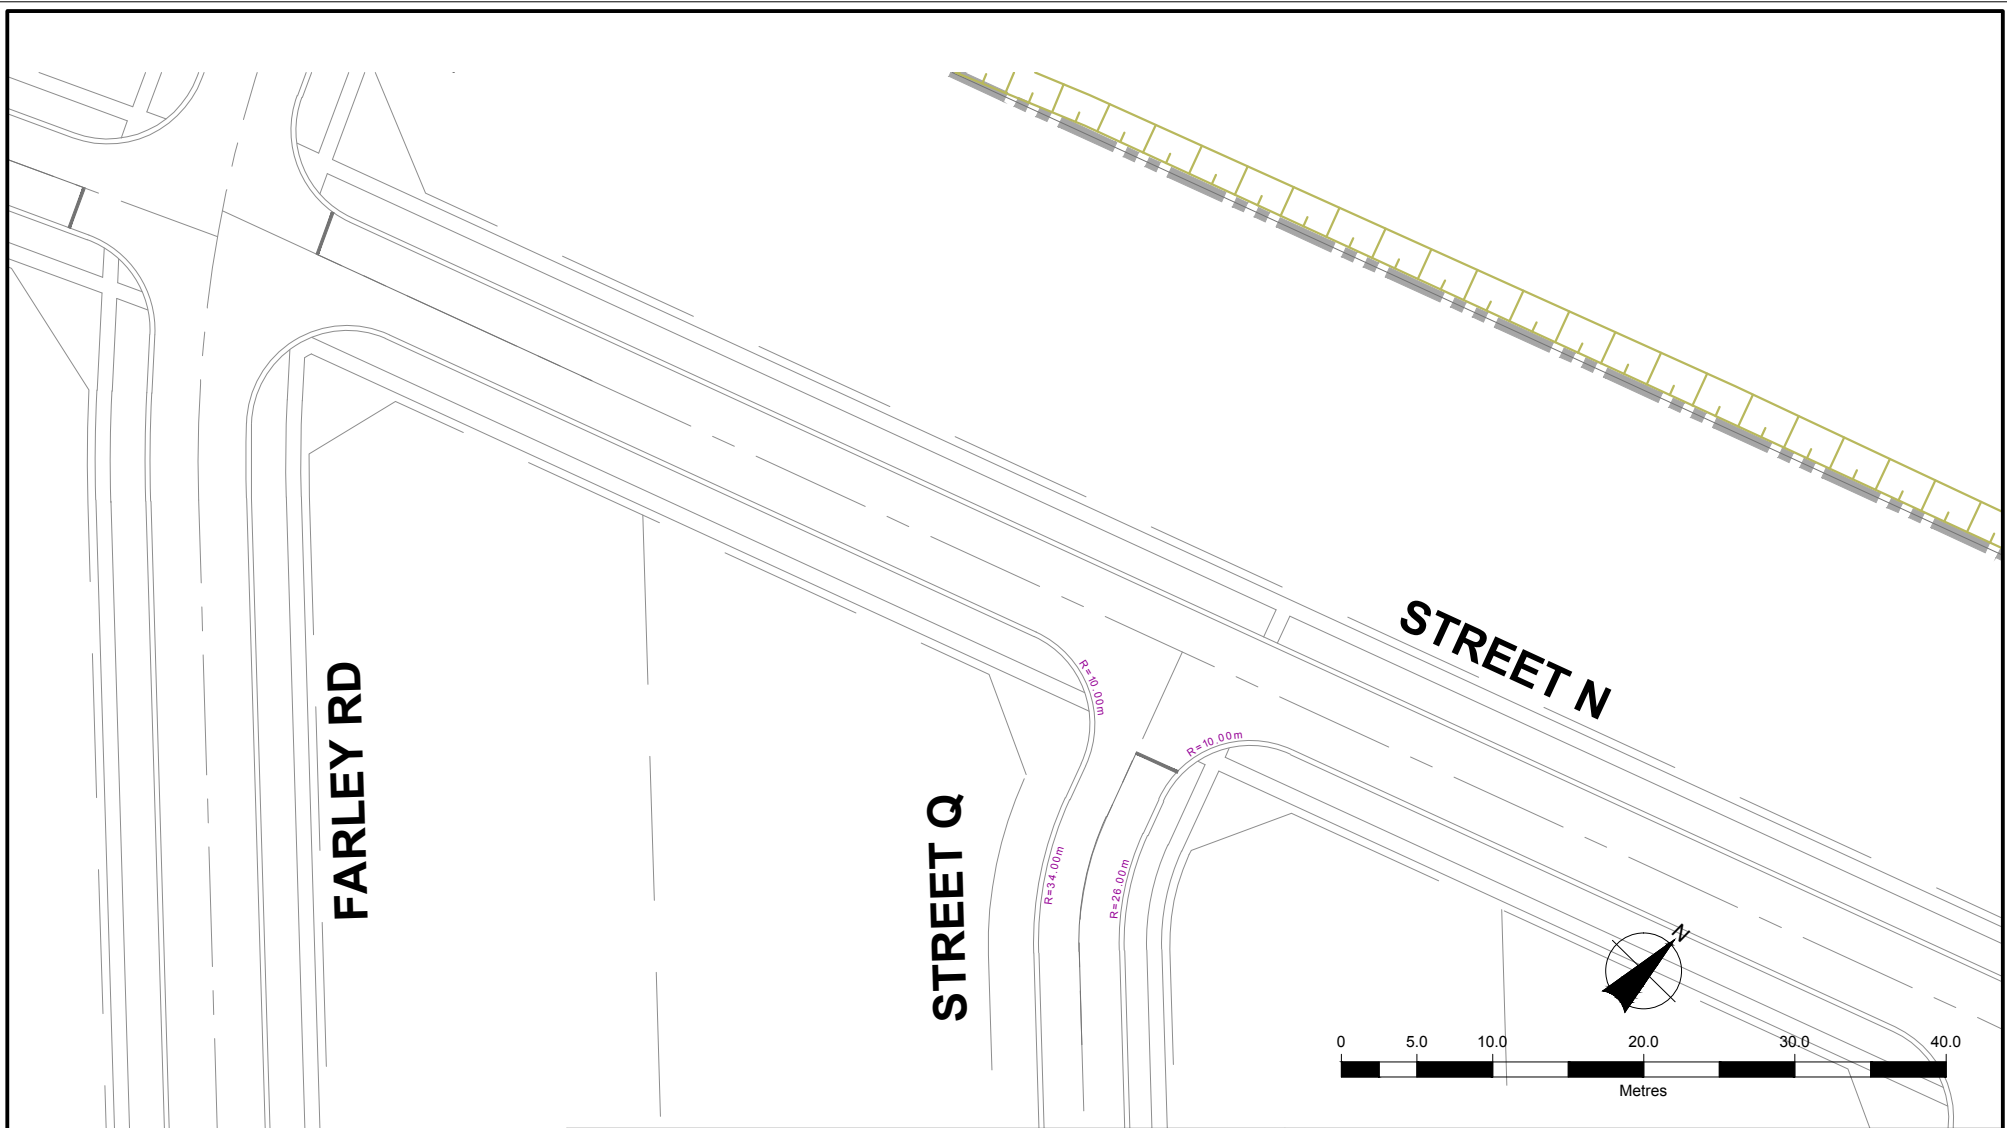 STREET N
R=10.00m
FARLEY RD
R=10.00m
STREET Q
R=34.00m
R=26.00m
N
0 5.0 10.0 20.0 30.0 40.0
Metres